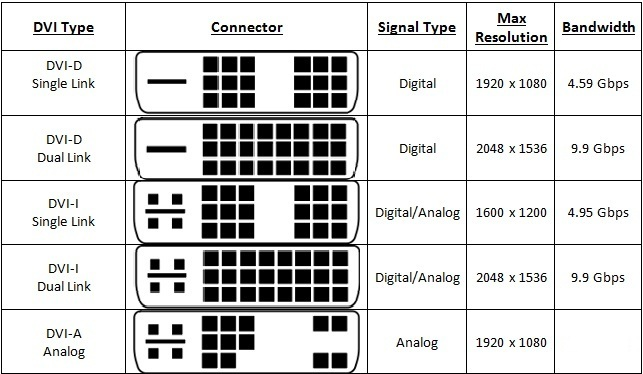 DVI Type Connector Signal Type Max Resolution Bandwidth
DVI-D
Single Link
Digital 1920 x 1080 4.59 Gbps
DVI-D
Dual Link
Digital 2048 x 1536 9.9 Gbps
DVI-I
Single Link
Digital/Analog 1600 x 1200 4.95 Gbps
DVI-I
Dual Link
Digital/Analog 2048 x 1536 9.9 Gbps
DVI-A
Analog
Analog 1920 x 1080